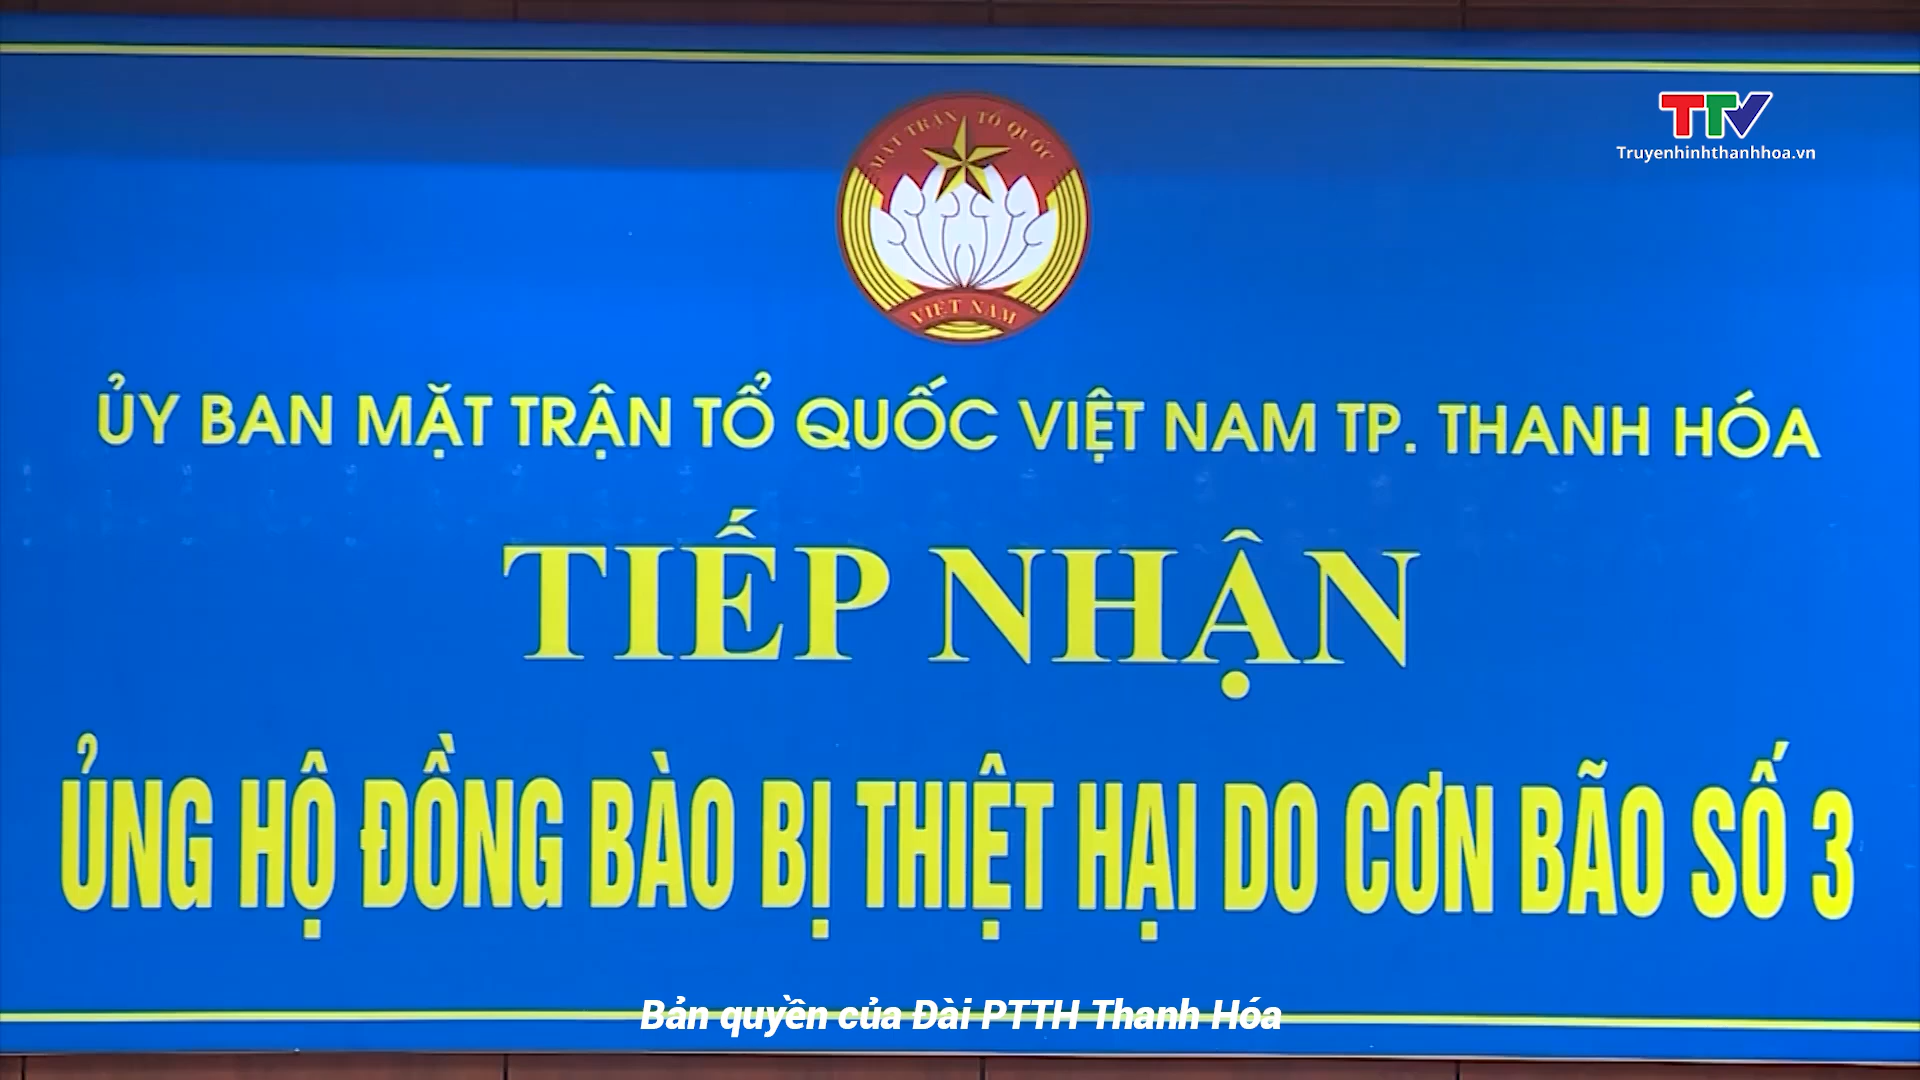 TTV
Truyenhinhthanhhoa.vn
MẶT TRẬN TỔ QUỐC
VIỆT NAM
ỦY BAN MẶT TRẬN TỔ QUỐC VIỆT NAM TP. THANH HÓA
TIẾP NHẬN
ỦNG HỘ ĐỒNG BÀO BỊ THIỆT HẠI DO CƠN BÃO SỐ 3
Bản quyền của Đài PTTH Thanh Hóa